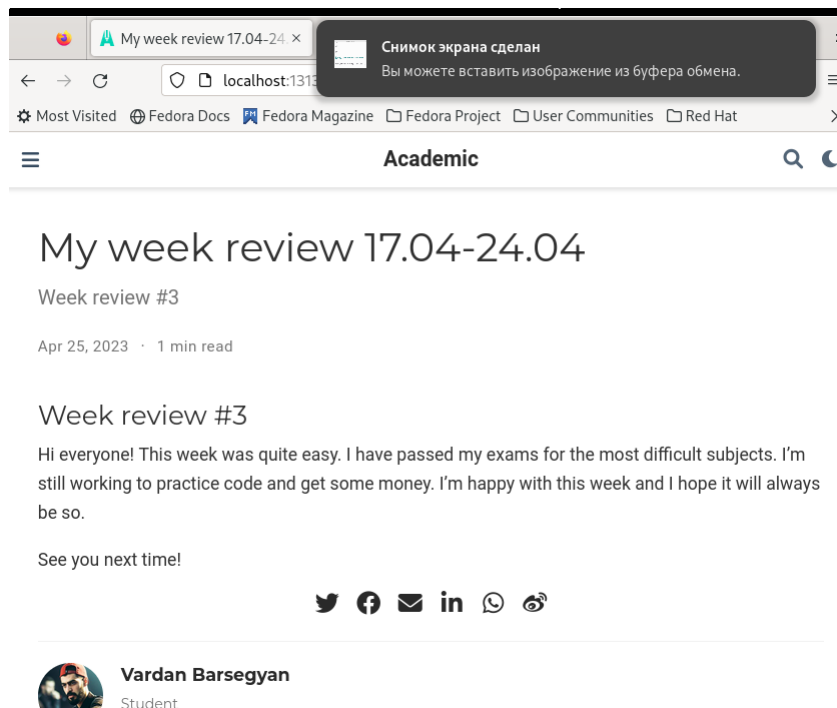 My week review 17.04-24.
Снимок экрана сделан
Вы можете вставить изображение из буфера обмена.
localhost:1313
Most Visited Fedora Docs FM Fedora Magazine Fedora Project User Communities Red Hat
Academic
My week review 17.04-24.04
Week review #3
Apr 25, 2023 · 1 min read
Week review #3
Hi everyone! This week was quite easy. I have passed my exams for the most difficult subjects. I’m
still working to practice code and get some money. I’m happy with this week and I hope it will always
be so.
See you next time!
Vardan Barsegyan
Student